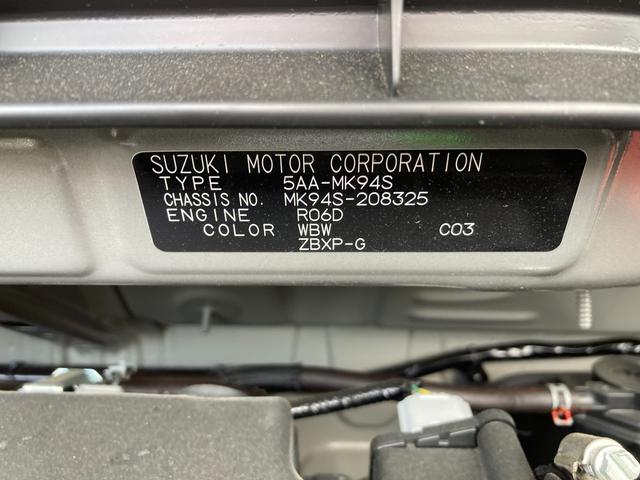 SUZUKI MOTOR CORPORATION
TYPE 5AA-MK94S
CHASSIS NO. MK94S-208325
ENGINE R06D
COLOR WBW C03
ZBXP-G